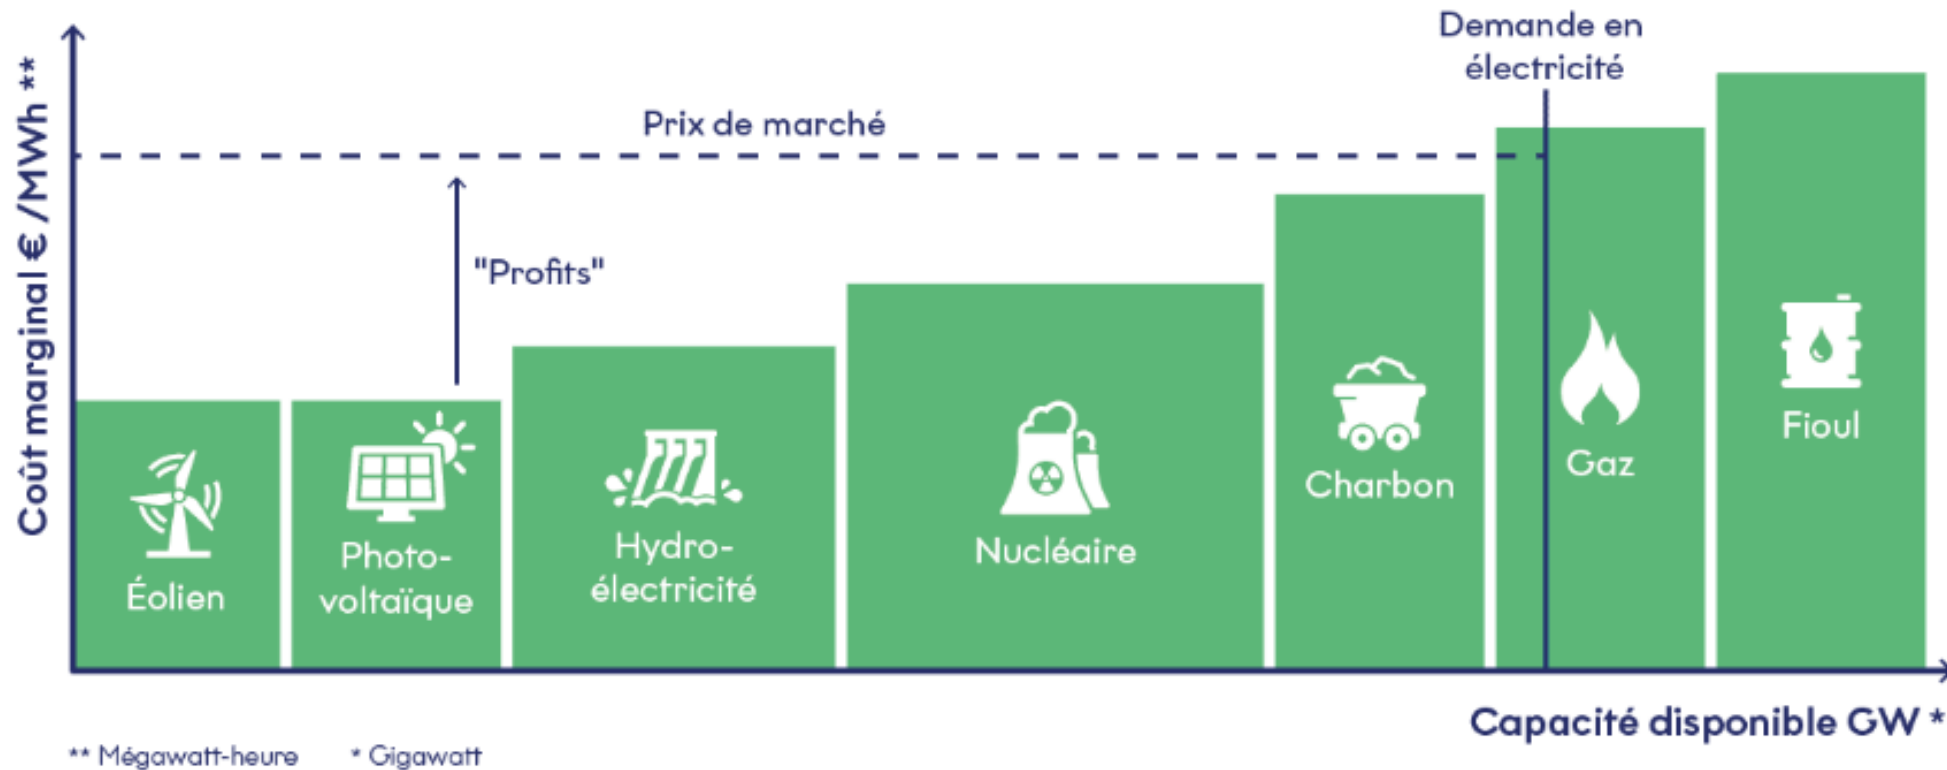 Demande en
électricité
Prix de marché
"Profits"
Coût marginal € /MWh **
Éolien
Photo-
voltaïque
Hydro-
électricité
Nucléaire
Charbon
Gaz
Fioul
Capacité disponible GW *
** Mégawatt-heure * Gigawatt